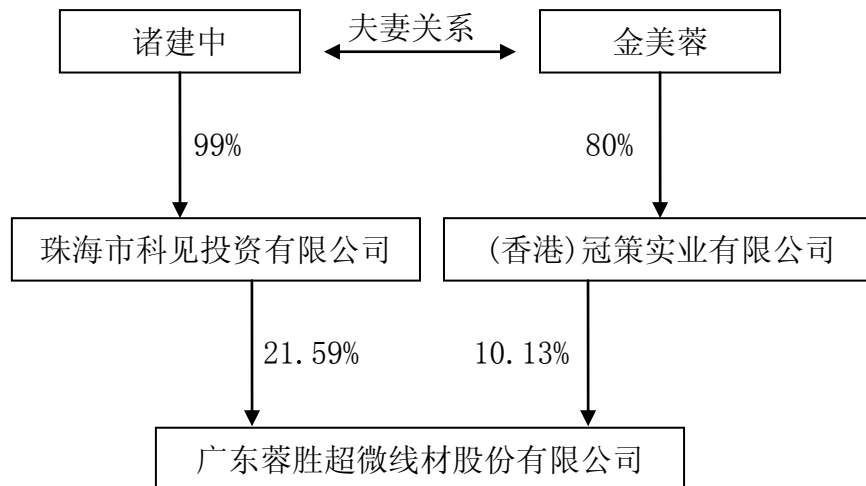 诸建中
夫妻关系
金美蓉
99%
80%
珠海市科见投资有限公司
(香港)冠策实业有限公司
21.59%
10.13%
广东蓉胜超微线材股份有限公司